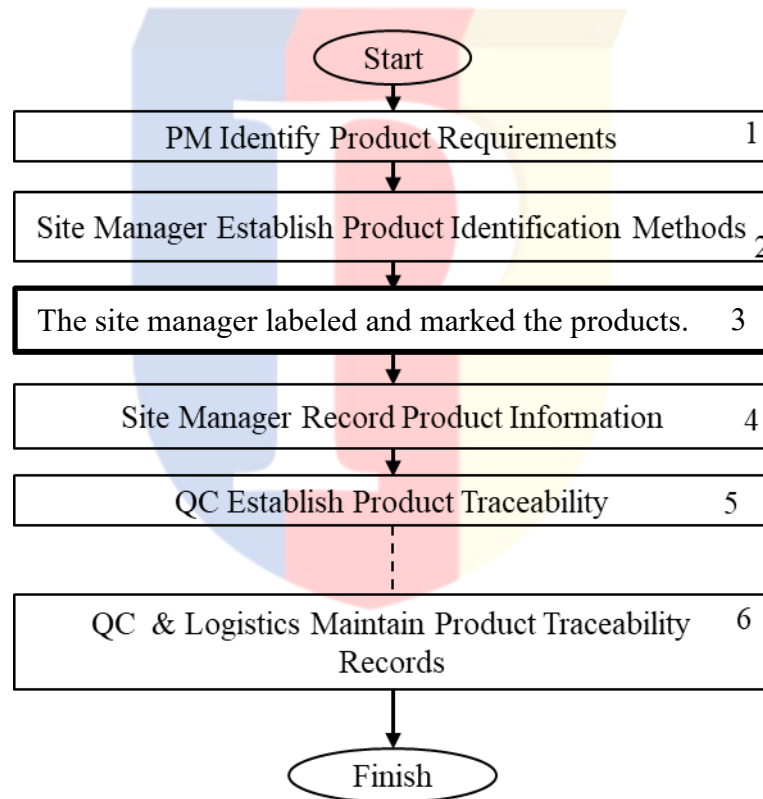 Start
PM Identify Product Requirements 1
Site Manager Establish Product Identification Methods 2
The site manager labeled and marked the products. 3
Site Manager Record Product Information 4
QC Establish Product Traceability 5
QC & Logistics Maintain Product Traceability 6
Records
Finish